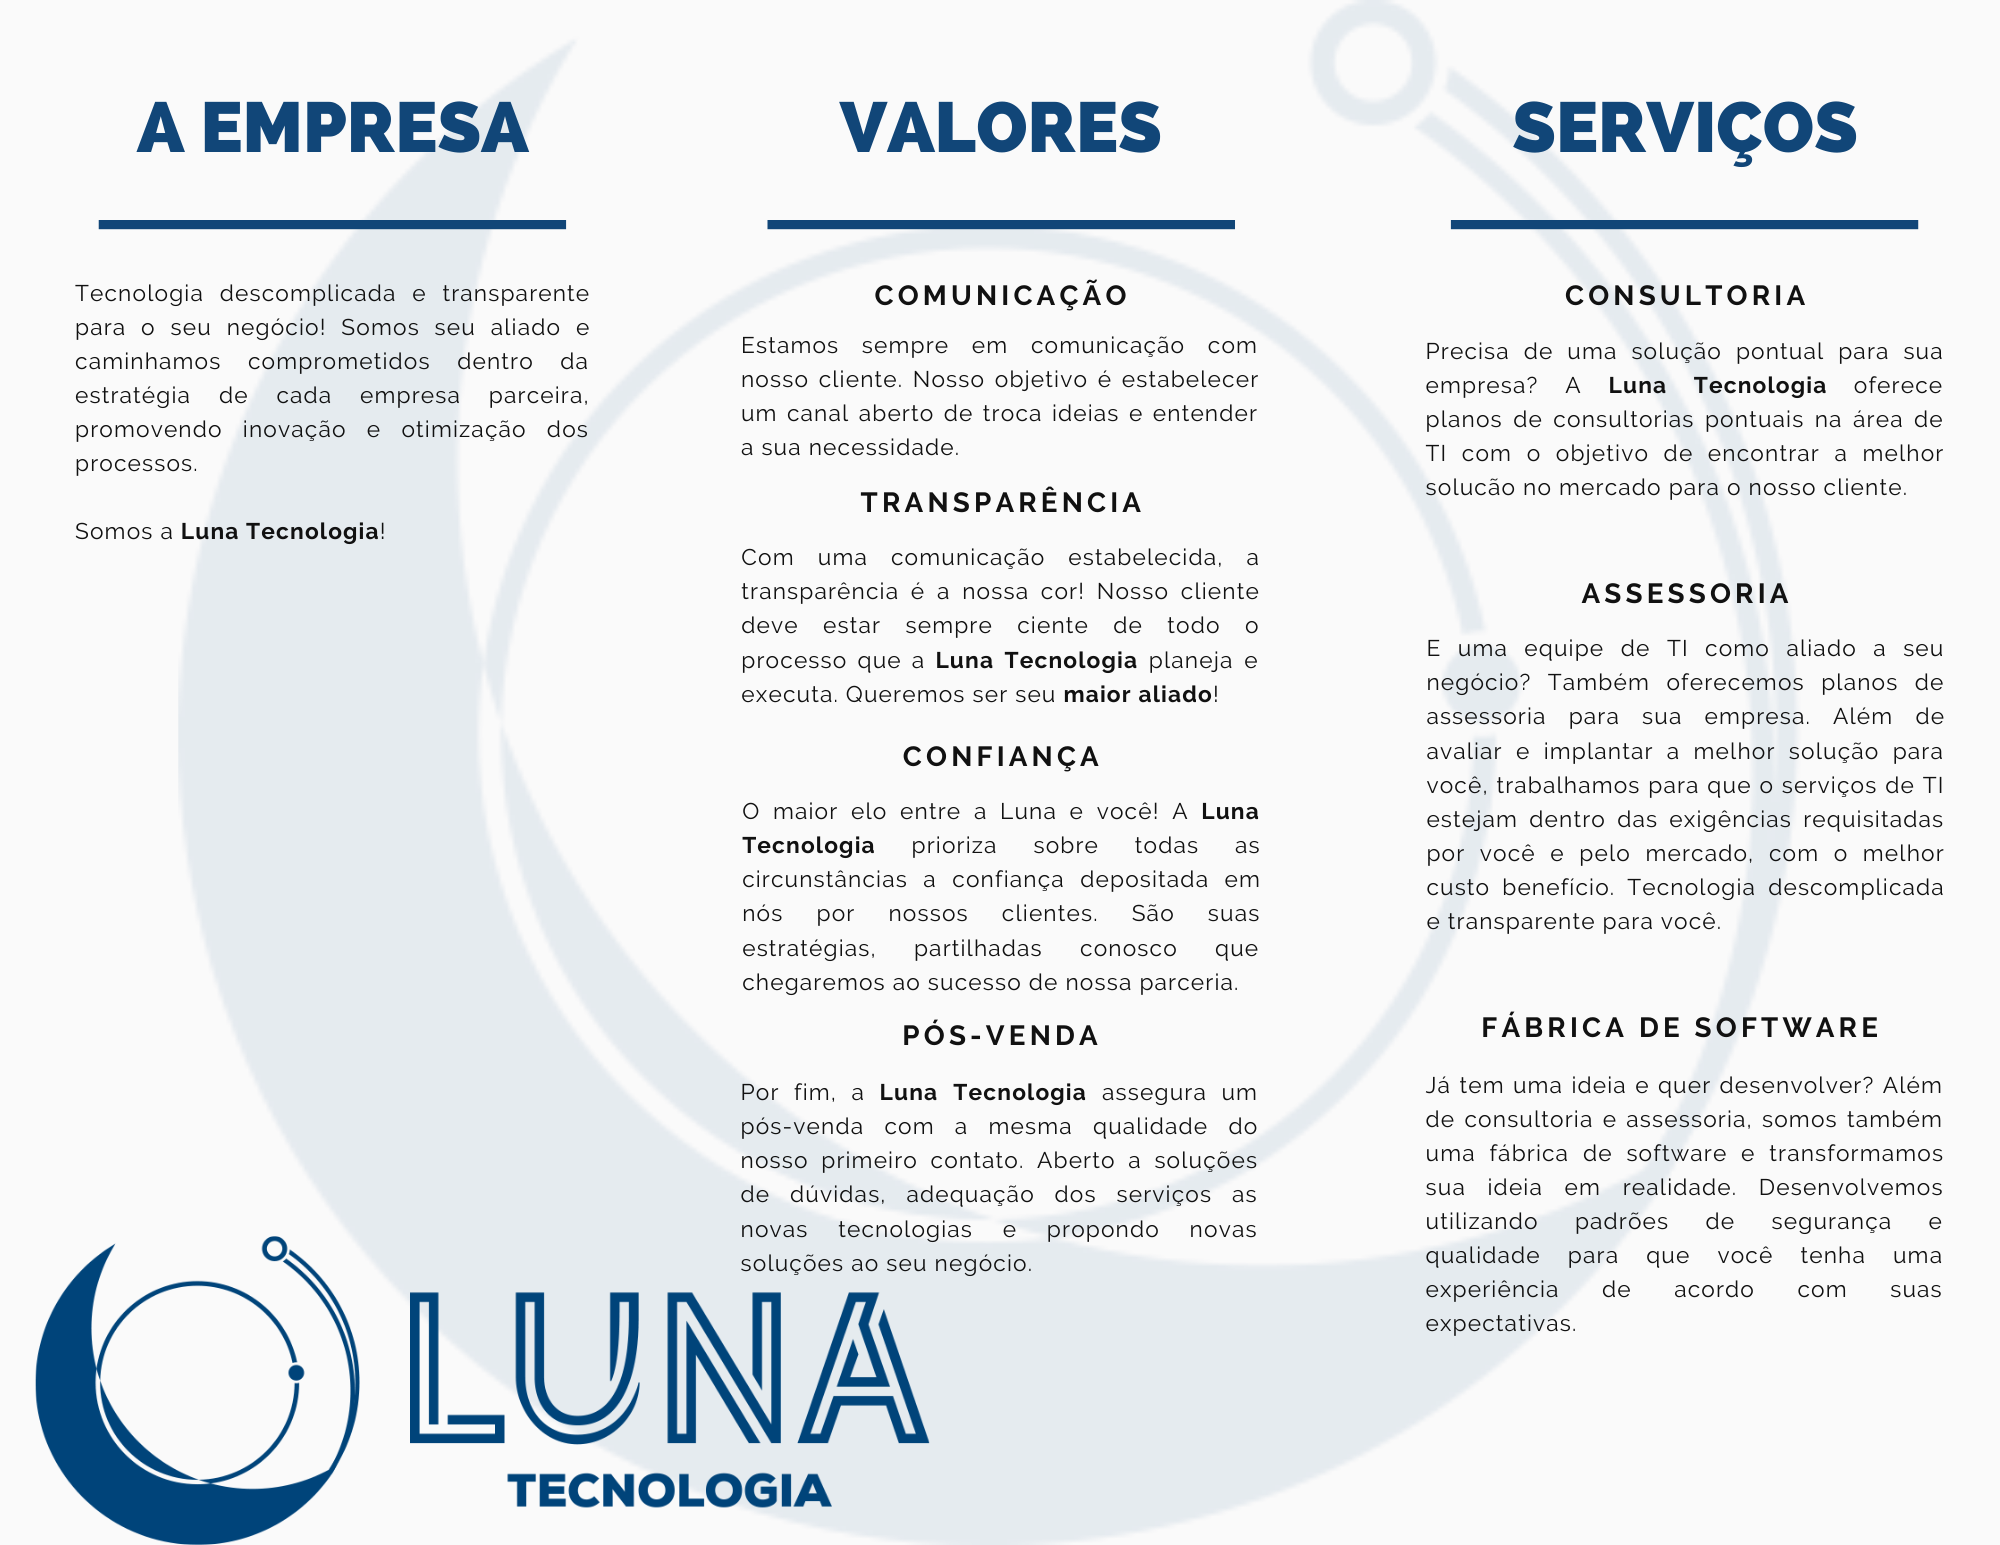 A EMPRESA
Tecnologia descomplicada e transparente
para o seu negócio! Somos seu aliado e
caminhamos comprometidos dentro da
estratégia de cada empresa parceira,
promovendo inovação e otimização dos
processos.
Somos a Luna Tecnologia!
VALORES
COMUNICAÇÃO
Estamos sempre em comunicação com
nosso cliente. Nosso objetivo é estabelecer
um canal aberto de troca ideias e entender
a sua necessidade.
TRANSPARÊNCIA
Com uma comunicação estabelecida, a
transparência é a nossa cor! Nosso cliente
deve estar sempre ciente de todo o
processo que a Luna Tecnologia planeja e
executa. Queremos ser seu maior aliado!
CONFIANÇA
O maior elo entre a Luna e você! A Luna
Tecnologia prioriza sobre todas as
circunstâncias a confiança depositada em
nós por nossos clientes. São suas
estratégias, partilhadas conosco que
chegaremos ao sucesso de nossa parceria.
PÓS-VENDA
Por fim, a Luna Tecnologia assegura um
pós-venda com a mesma qualidade do
nosso primeiro contato. Aberto a soluções
de dúvidas, adequação dos serviços as
novas tecnologias e propondo novas
soluções ao seu negócio.
SERVIÇOS
CONSULTORIA
Precisa de uma solução pontual para sua
empresa? A Luna Tecnologia oferece
planos de consultorias pontuais na área de
TI com o objetivo de encontrar a melhor
solucão no mercado para o nosso cliente.
ASSESSORIA
E uma equipe de TI como aliado a seu
negócio? Também oferecemos planos de
assessoria para sua empresa. Além de
avaliar e implantar a melhor solução para
você, trabalhamos para que o serviços de TI
estejam dentro das exigências requisitadas
por você e pelo mercado, com o melhor
custo benefício. Tecnologia descomplicada
e transparente para você.
FÁBRICA DE SOFTWARE
Já tem uma ideia e quer desenvolver? Além
de consultoria e assessoria, somos também
uma fábrica de software e transformamos
sua ideia em realidade. Desenvolvemos
utilizando padrões de segurança e
qualidade para que você tenha uma
experiência de acordo com suas
expectativas.
LUNA
TECNOLOGIA